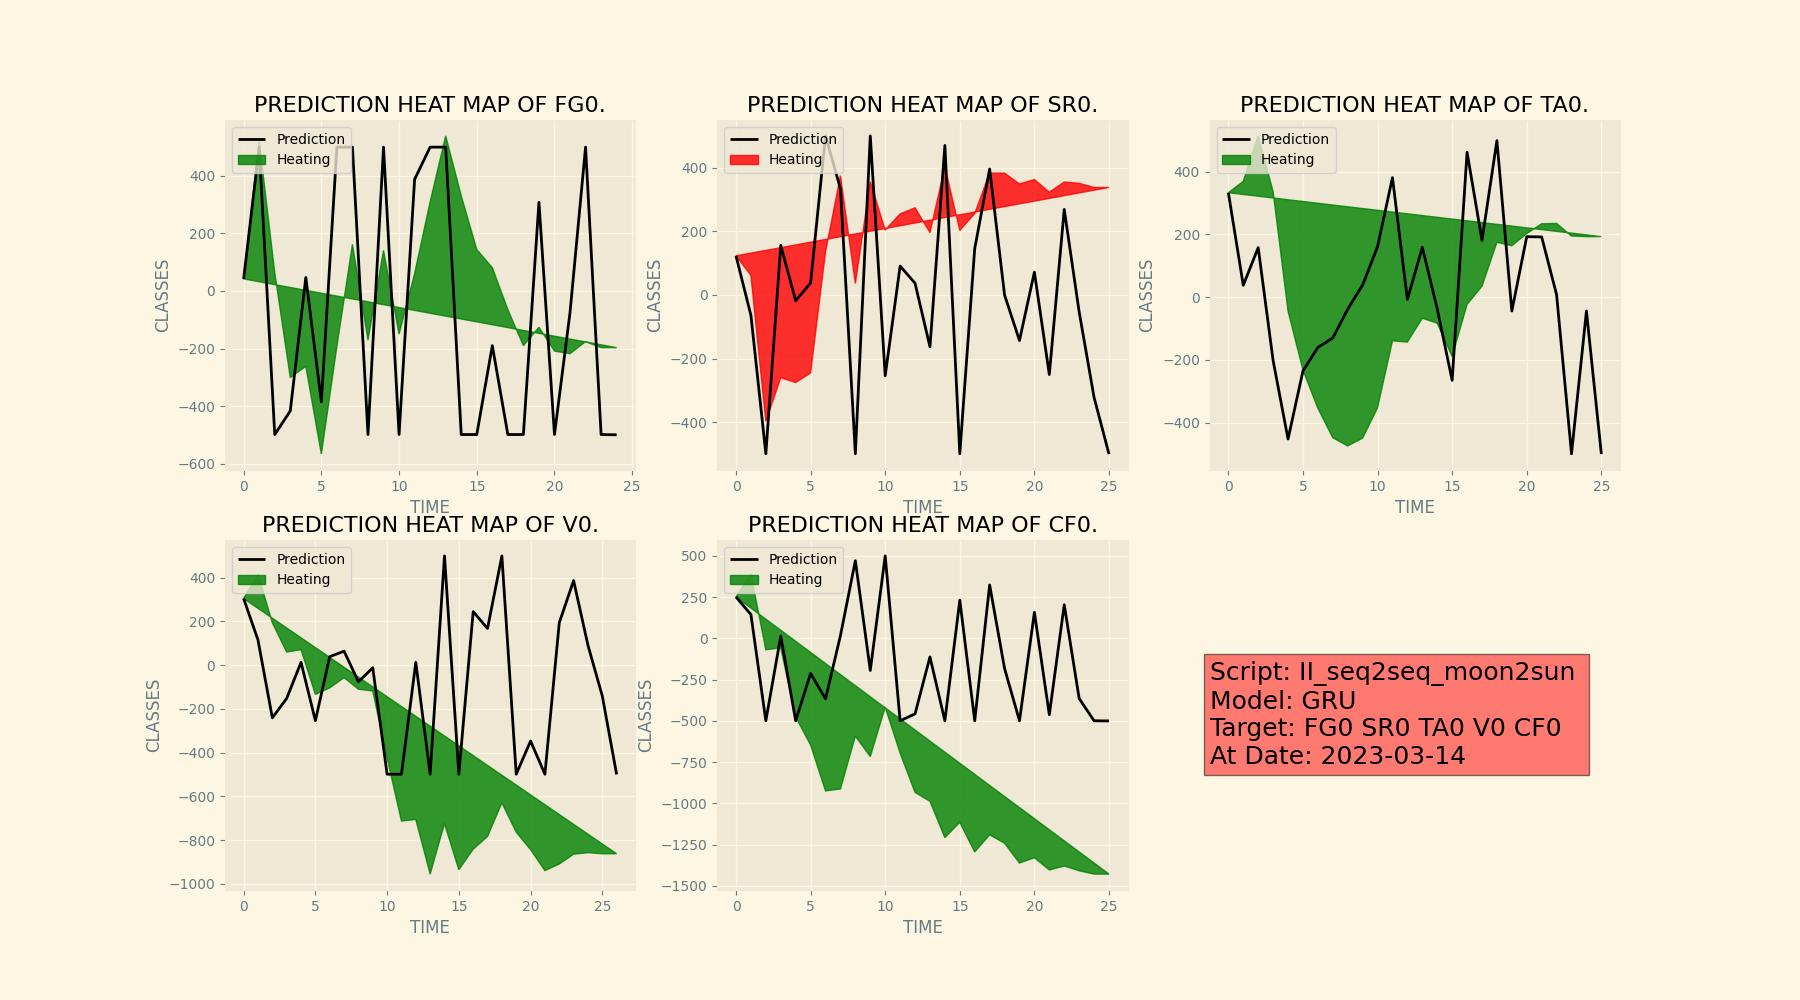 PREDICTION HEAT MAP OF FG0.
Prediction
Heating
CLASSES
400
200
0
−200
−400
−600
0 5 10 15 20 25
TIME
PREDICTION HEAT MAP OF SR0.
Prediction
Heating
CLASSES
400
200
0
−200
−400
0 5 10 15 20 25
TIME
PREDICTION HEAT MAP OF TA0.
Prediction
Heating
CLASSES
400
200
0
−200
−400
0 5 10 15 20 25
TIME
PREDICTION HEAT MAP OF V0.
Prediction
Heating
CLASSES
400
200
0
−200
−400
−600
−800
−1000
0 5 10 15 20 25
TIME
PREDICTION HEAT MAP OF CF0.
Prediction
Heating
CLASSES
500
250
0
−250
−500
−750
−1000
−1250
−1500
0 5 10 15 20 25
TIME
Script: II_seq2seq_moon2sun
Model: GRU
Target: FG0 SR0 TA0 V0 CF0
At Date: 2023-03-14